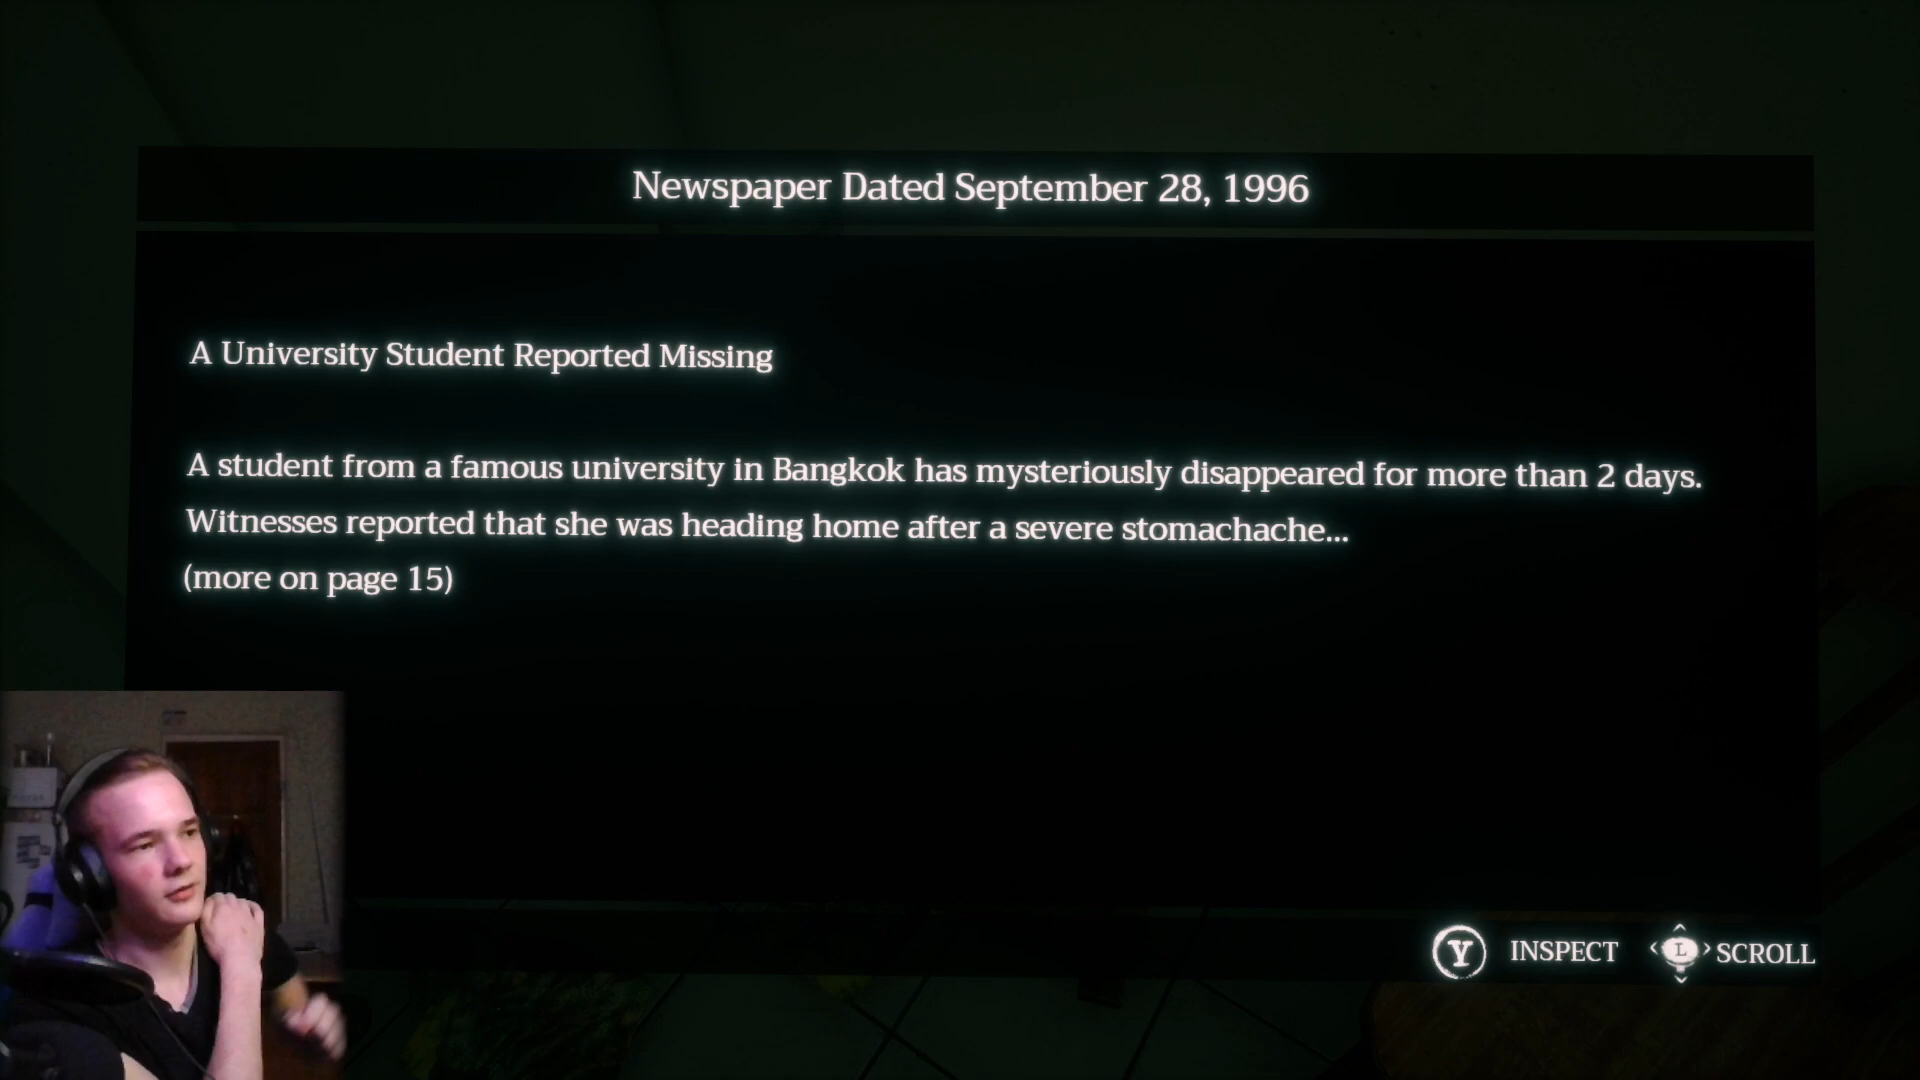 Newspaper Dated September 28, 1996
A University Student Reported Missing
A student from a famous university in Bangkok has mysteriously disappeared for more than 2 days.
Witnesses reported that she was heading home after a severe stomachache...
(more on page 15)
Y INSPECT L SCROLL